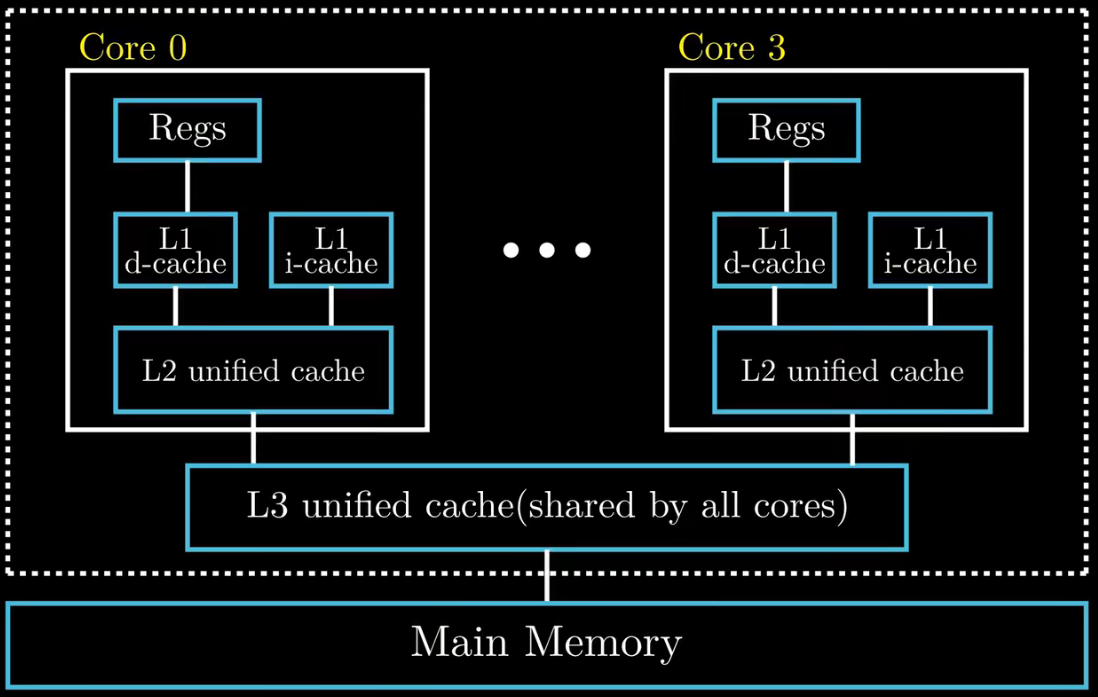 Core 0
Core 3
Regs
Regs
L1
d-cache
L1
i-cache
L1
d-cache
L1
i-cache
L2 unified cache
L2 unified cache
L3 unified cache(shared by all cores)
Main Memory